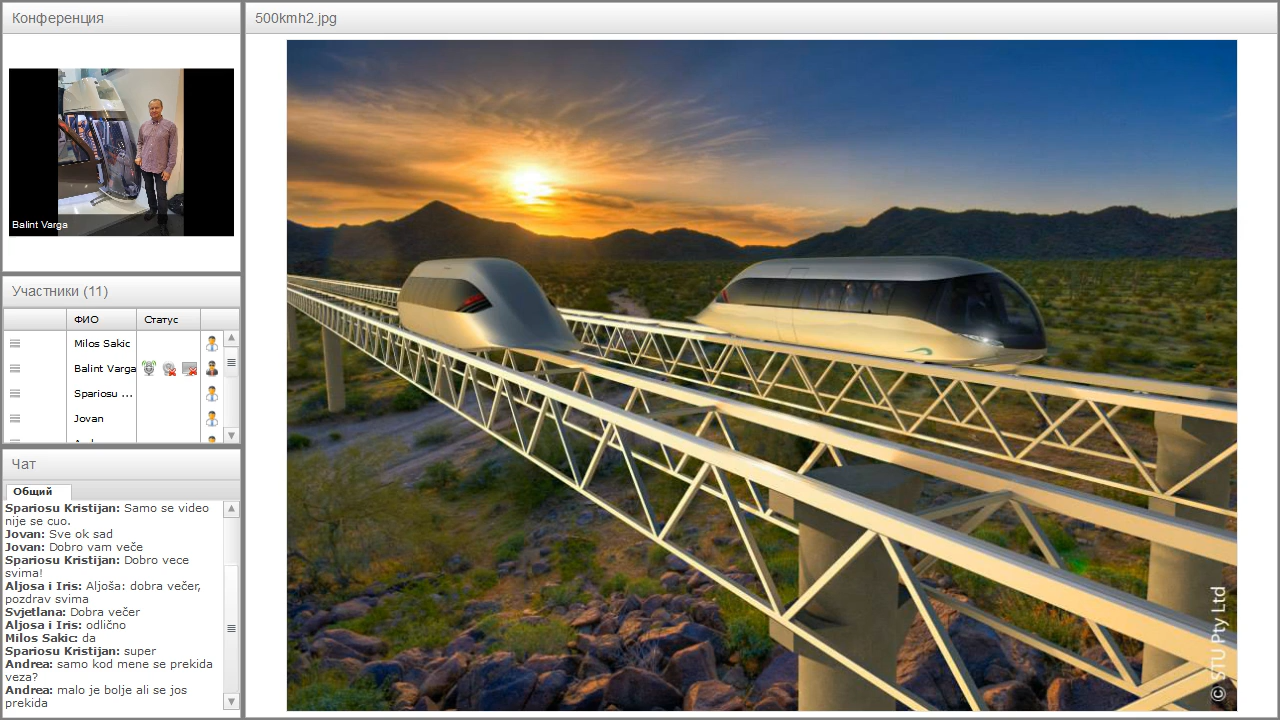 Конференция
Balint Varga
Участники (11)
ФИО Статус
Milos Sakic
Balint Varga
Spariosu ...
Jovan
Чат
Общий
Spariosu Kristijan: Samo se video
nije se cuo.
Jovan: Sve ok sad
Jovan: Dobro vam veče
Spariosu Kristijan: Dobro vece
svima!
Aljosa i Iris: Aljoša: dobra večer,
pozdrav svima
Svjetlana: Dobra večer
Aljosa i Iris: odlično
Milos Sakic: da
Spariosu Kristijan: super
Andrea: samo kod mene se prekida
veza?
Andrea: malo je bolje ali se jos
prekida
500kmh2.jpg
© STU Pty Ltd